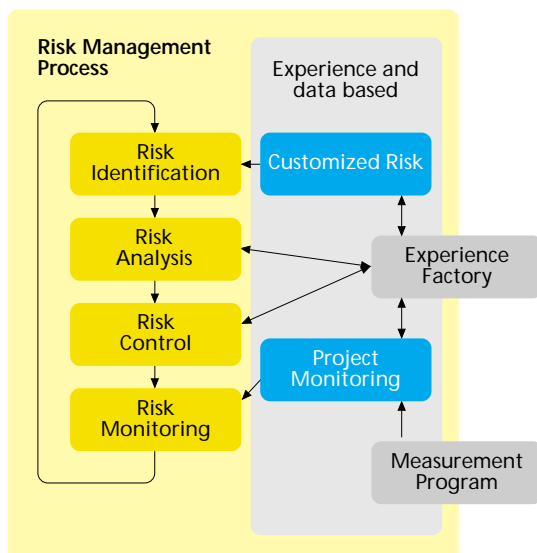 Risk Management
Process
Experience and
data based
Risk
Identification
Customized Risk
Risk
Analysis
Experience
Factory
Risk
Control
Project
Monitoring
Risk
Monitoring
Measurement
Program